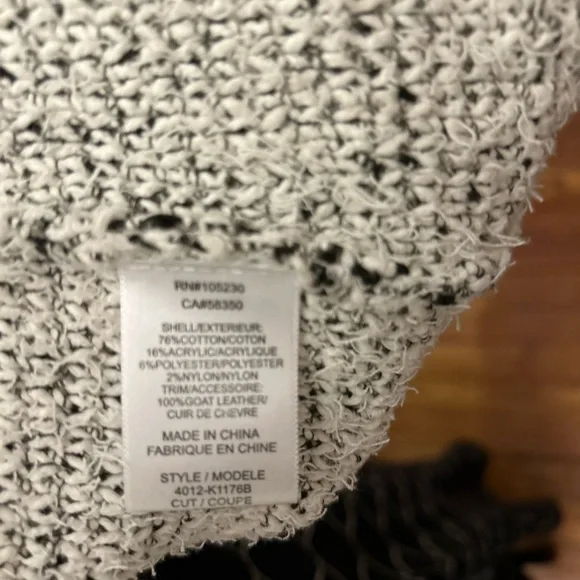 RN#105230
CA#58350
SHELL/EXTERIEUR:
76%COTTON/COTON
16%ACRYLIC/ACRYLIQUE
6%POLYESTER/POLYESTER
2%NYLON/NYLON
TRIM/ACCESSOIRE:
100%GOAT LEATHER/
CUIR DE CHEVRE
MADE IN CHINA
FABRIQUE EN CHINE
STYLE / MODELE
4012-K1176B
CUT / COUPE